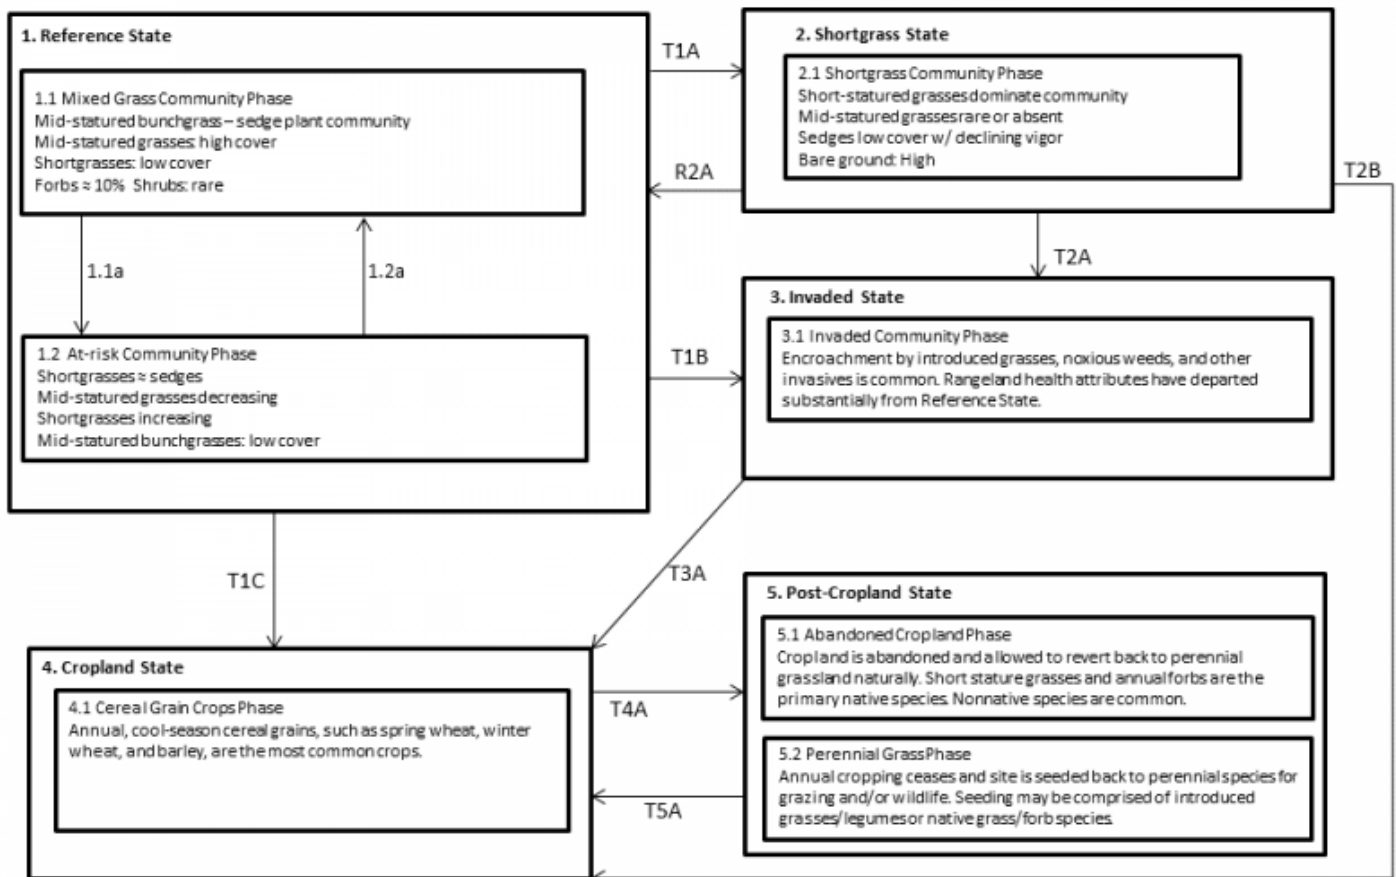 1. Reference State
1.1 Mixed Grass Community Phase
Mid-statured bunchgrass – sedge plant community
Mid-statured grasses: high cover
Shortgrasses: low cover
Forbs ≈ 10% Shrubs: rare
1.1a
1.2a
1.2 At-risk Community Phase
Shortgrasses ≈ sedges
Mid-statured grasses decreasing
Shortgrasses increasing
Mid-statured bunchgrasses: low cover
T1A
R2A
2. Shortgrass State
2.1 Shortgrass Community Phase
Short-statured grasses dominate community
Mid-statured grasses rare or absent
Sedges low cover w/ declining vigor
Bare ground: High
T2B
T2A
T1B
3. Invaded State
3.1 Invaded Community Phase
Encroachment by introduced grasses, noxious weeds, and other
invasives is common. Rangeland health attributes have departed
substantially from Reference State.
T1C
T3A
4. Cropland State
4.1 Cereal Grain Crops Phase
Annual, cool-season cereal grains, such as spring wheat, winter
wheat, and barley, are the most common crops.
T4A
T5A
5. Post-Cropland State
5.1 Abandoned Cropland Phase
Cropland is abandoned and allowed to revert back to perennial
grassland naturally. Short stature grasses and annual forbs are the
primary native species. Nonnative species are common.
5.2 Perennial Grass Phase
Annual cropping ceases and site is seeded back to perennial species for
grazing and/or wildlife. Seeding may be comprised of introduced
grasses/legumes or native grass/forb species.